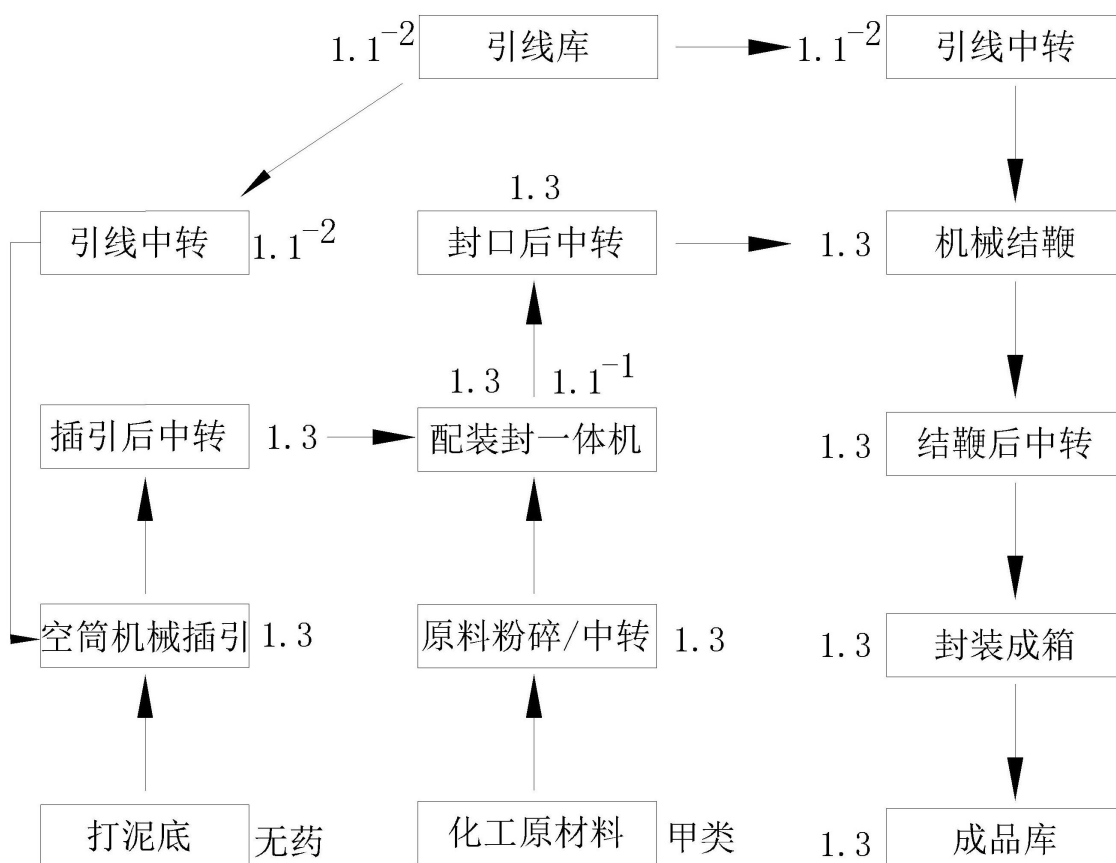 1.1⁻² 引线库 1.1⁻² 引线中转
1.3
引线中转 1.1⁻² 封口后中转 1.3 机械结鞭
1.3 1.1⁻¹
插引后中转 1.3 配装封一体机 1.3 结鞭后中转
空筒机械插引 1.3 原料粉碎/中转 1.3 1.3 封装成箱
打泥底 无药 化工原材料 甲类 1.3 成品库